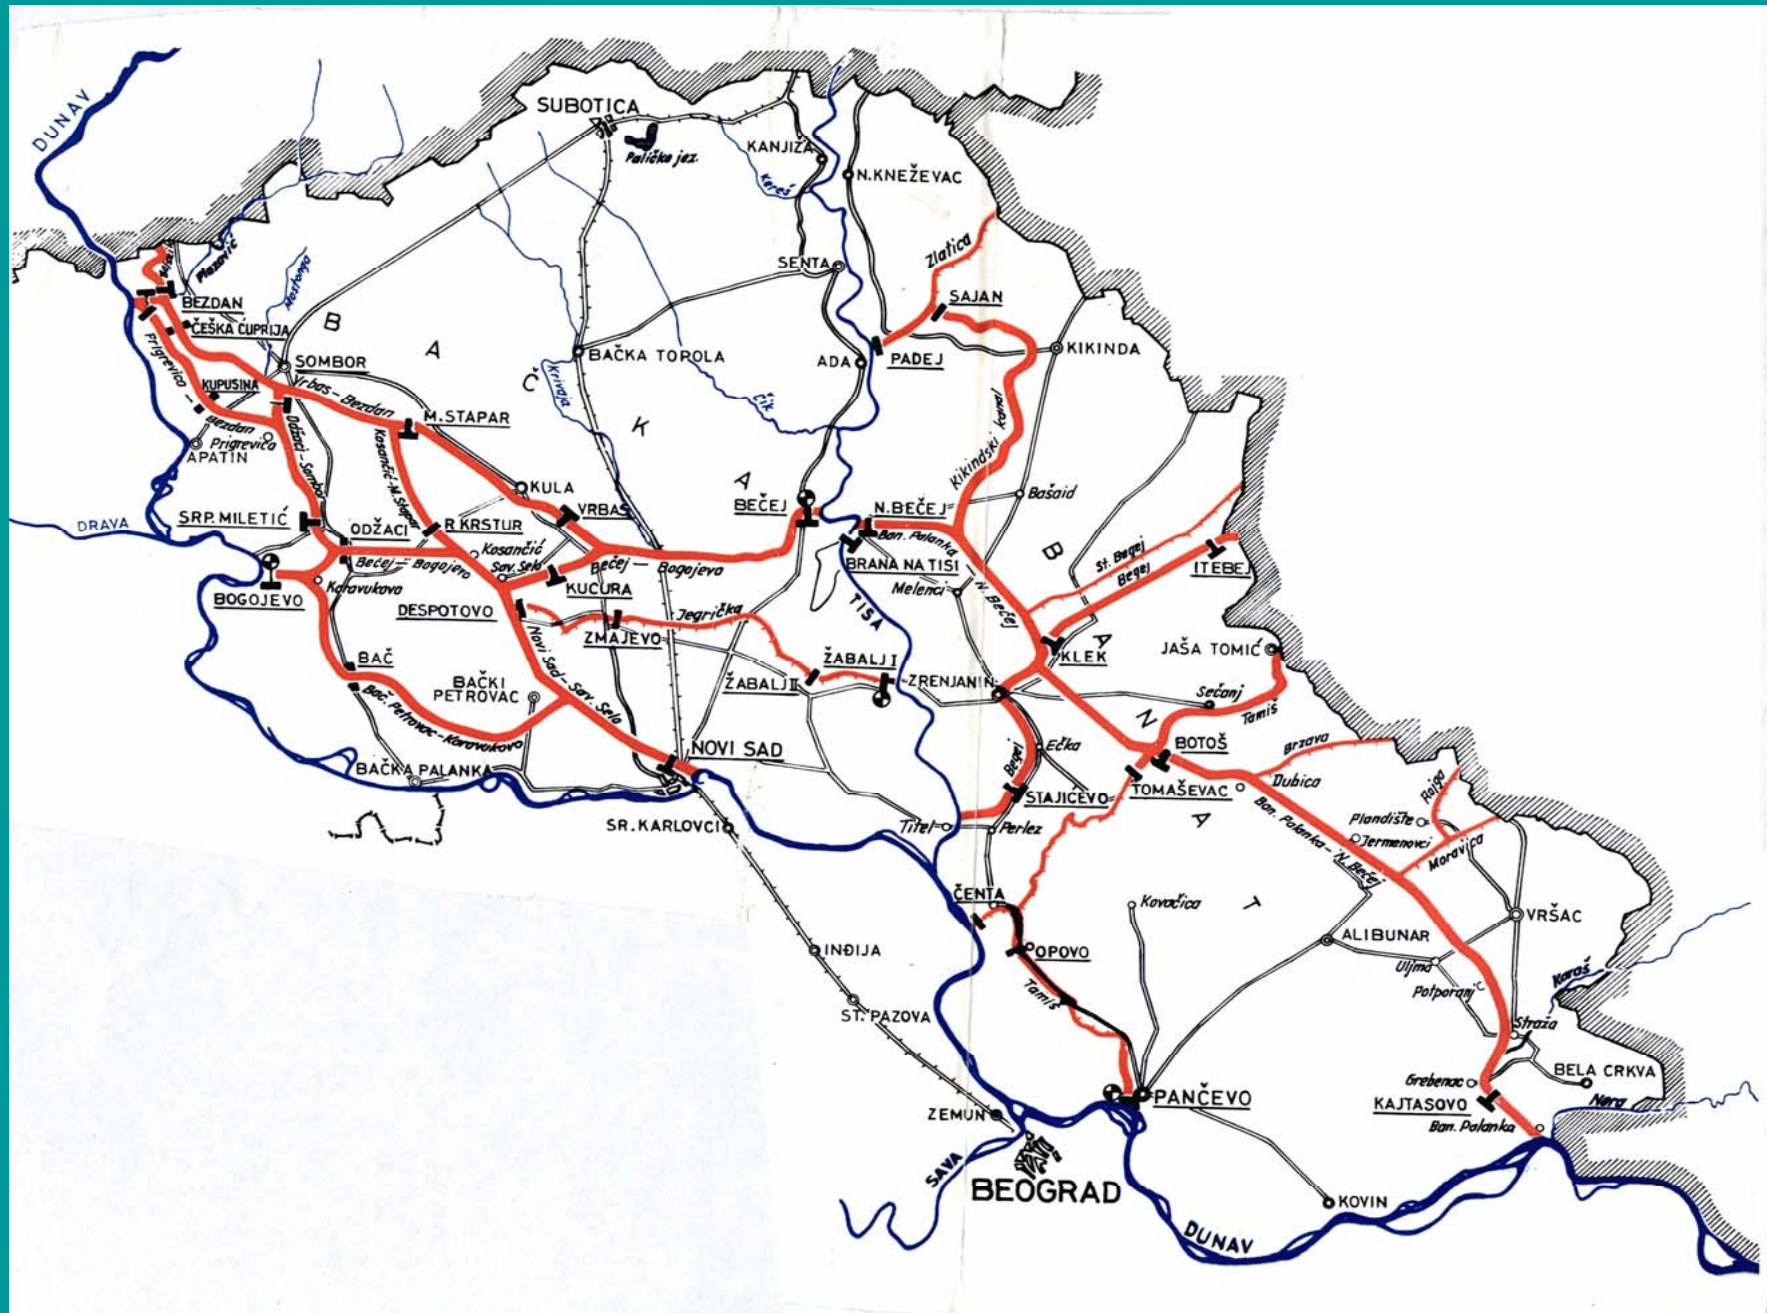 DUNAV
SUBOTICA
Palićko jez.
KANJIŽA
Kereš
N.KNEŽEVAC
Zlatica
SENTA
Plazović
Mostonga
BEZDAN
ČEŠKA ĆUPRIJA
SAJAN
B
A
Č
K
A
SOMBOR
BAČKA TOPOLA
ADA
PADEJ
KIKINDA
Prigrevica
KUPUSINA
Vrbas-Bezdan
Krivaja
Čik
M.STAPAR
Bezdan
Prigrevica
APATIN
Odžaci-Sombor
Kosančić-M.Stapar
Kikindski kanal
KULA
Bašaid
DRAVA
SRP. MILETIĆ
ODŽACI
R.KRSTUR
VRBAS
BEČEJ
N.BEČEJ
Ban. Palanka - N. Bečej
B
A
N
A
T
St. Begej
Begej
ITEBEJ
Kosančić
Sav. Selo
Bečej-Bogojevo
Bečej-Bogojevo
BRANA NA TISI
Karavukovo
BOGOJEVO
KUCURA
Melenci
DESPOTOVO
Jegrička
TISA
ZMAJEVO
KLEK
JAŠA TOMIĆ
BAČ
BAČKI
PETROVAC
Novi Sad-Sav. Selo
ŽABALJ I
ŽABALJ II
ZRENJANIN
Sečanj
Tamiš
Bač. Petrovac-Karavukovo
NOVI SAD
Ečka
BOTOŠ
Brzava
BAČKA PALANKA
Begej
STAJIĆEVO
TOMAŠEVAC
Dubica
Rojga
SR. KARLOVCI
Titel
Perlez
Ban. Palanka-N. Bečej
Plandište
Jermenovci
Moravica
ČENTA
Kovačica
VRŠAC
INĐIJA
OPOVO
ALIBUNAR
Uljma
Karaš
Tamiš
Potporanj
ST. PAZOVA
Straža
Grebenac
BELA CRKVA
ZEMUN
PANČEVO
KAJTASOVO
Nera
Ban. Palanka
SAVA
BEOGRAD
KOVIN
DUNAV